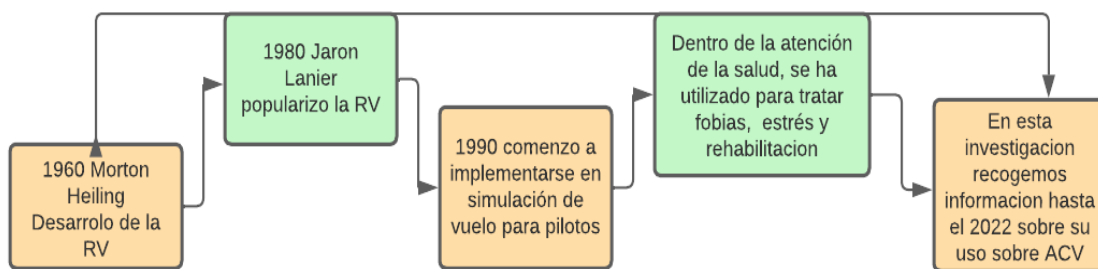 1960 Morton
Heiling
Desarrolo de la
RV
1980 Jaron
Lanier
popularizo la RV
1990 comenzo a
implementarse en
simulación de
vuelo para pilotos
Dentro de la atención
de la salud, se ha
utilizado para tratar
fobias, estrés y
rehabilitacion
En esta
investigacion
recogemos
informacion hasta
el 2022 sobre su
uso sobre ACV